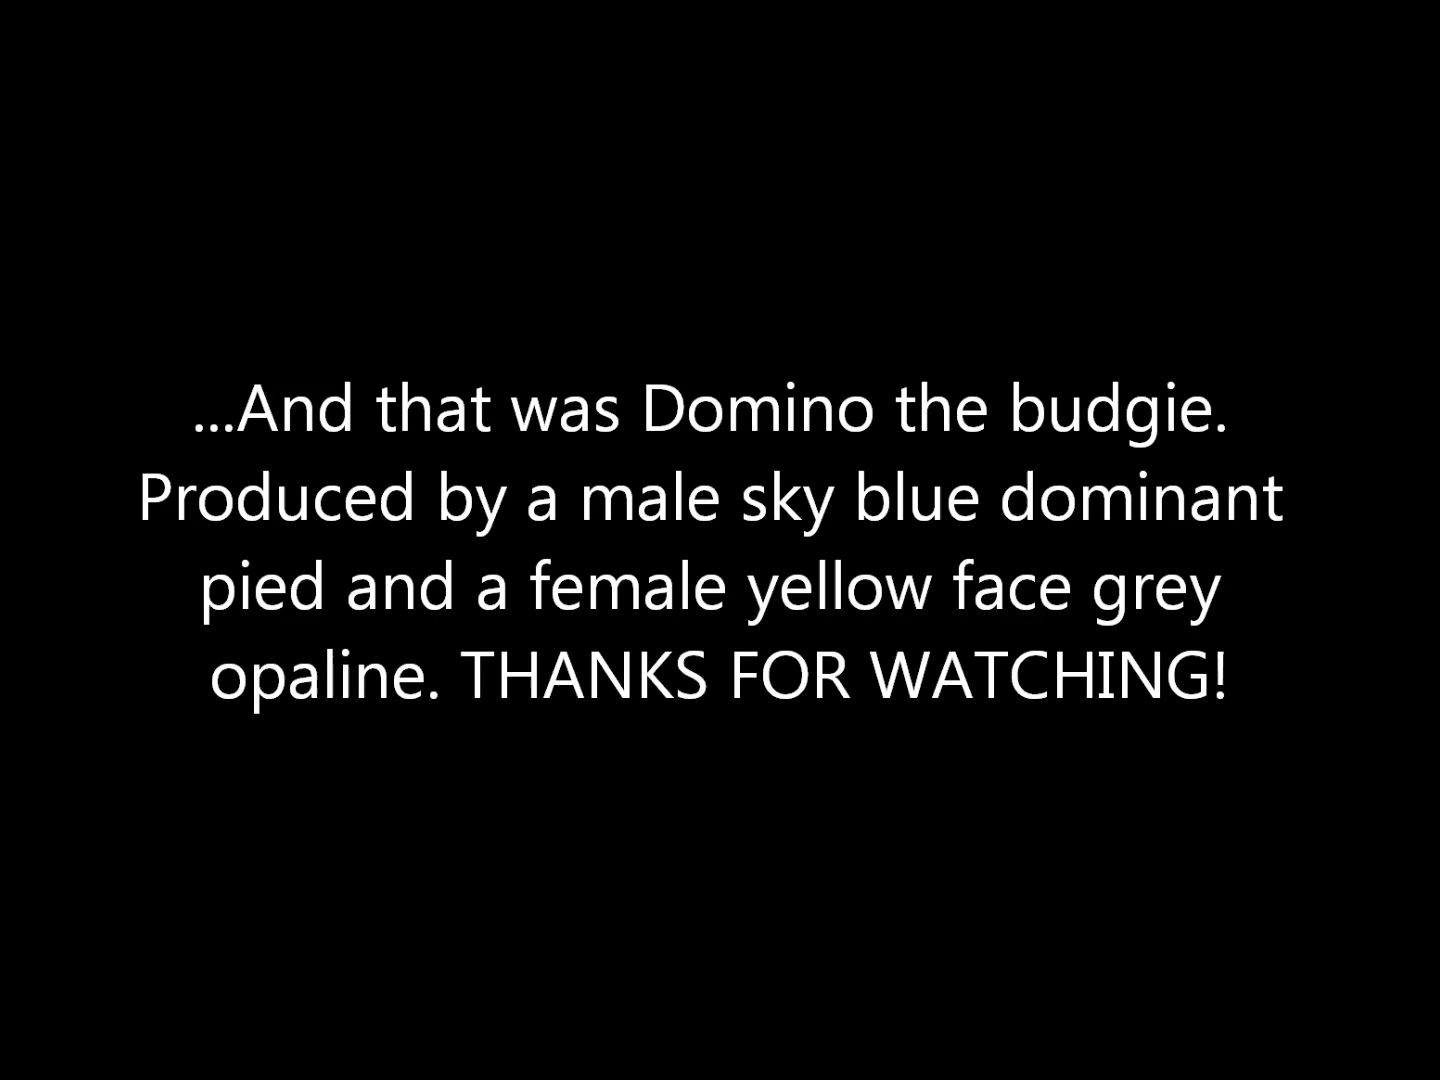 ...And that was Domino the budgie.
Produced by a male sky blue dominant
pied and a female yellow face grey
opaline. THANKS FOR WATCHING!